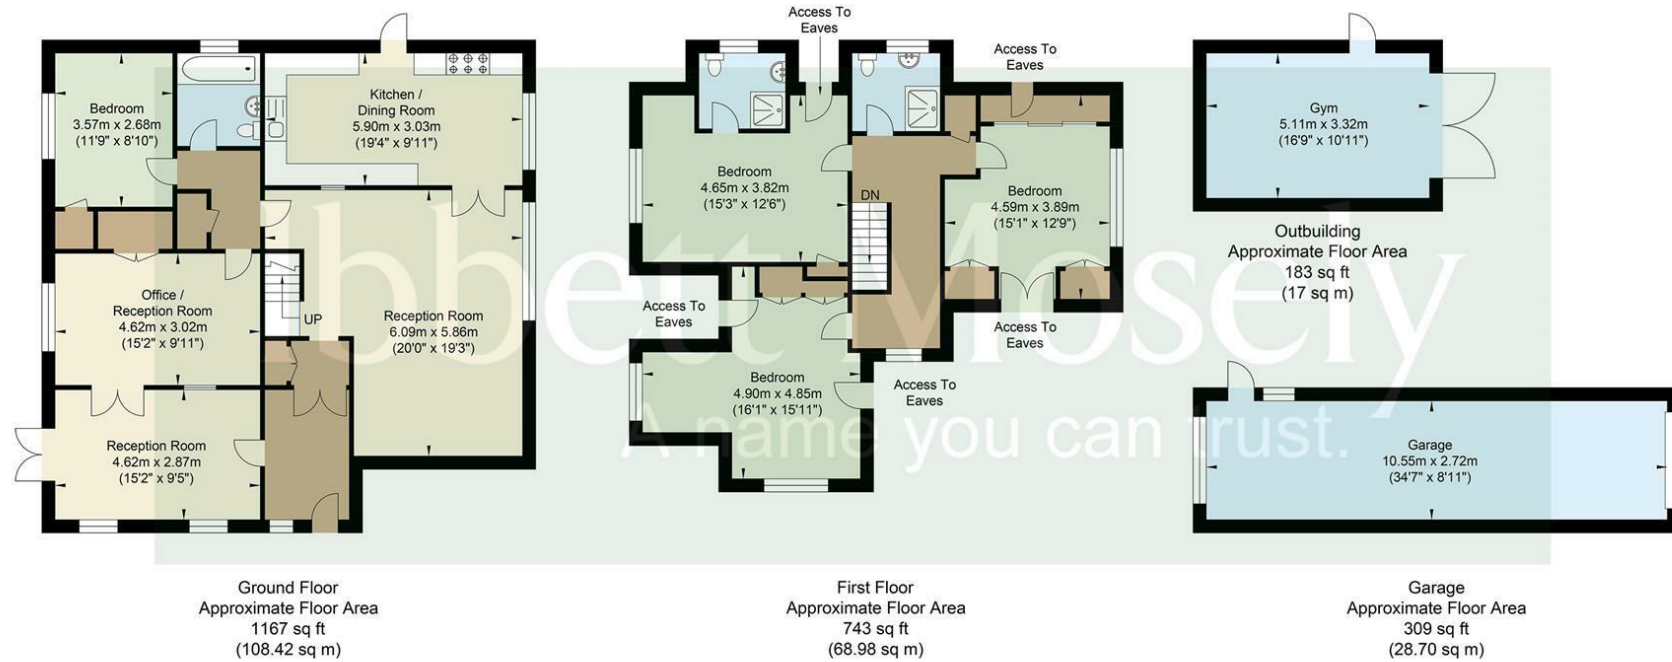 Bedroom
3.57m x 2.68m
(11'9" x 8'10")
Kitchen /
Dining Room
5.90m x 3.03m
(19'4" x 9'11")
Office /
Reception Room
4.62m x 3.02m
(15'2" x 9'11")
UP
Reception Room
6.09m x 5.86m
(20'0" x 19'3")
Reception Room
4.62m x 2.87m
(15'2" x 9'5")
Ground Floor
Approximate Floor Area
1167 sq ft
(108.42 sq m)
Access To
Eaves
Access To
Eaves
Bedroom
4.65m x 3.82m
(15'3" x 12'6")
DN
Bedroom
4.59m x 3.89m
(15'1" x 12'9")
Access To
Eaves
Access To
Eaves
Bedroom
4.90m x 4.85m
(16'1" x 15'11")
Access To
Eaves
First Floor
Approximate Floor Area
743 sq ft
(68.98 sq m)
Gym
5.11m x 3.32m
(16'9" x 10'11")
Outbuilding
Approximate Floor Area
183 sq ft
(17 sq m)
Garage
10.55m x 2.72m
(34'7" x 8'11")
Garage
Approximate Floor Area
309 sq ft
(28.70 sq m)
Ibbett Mosely
A name you can trust.